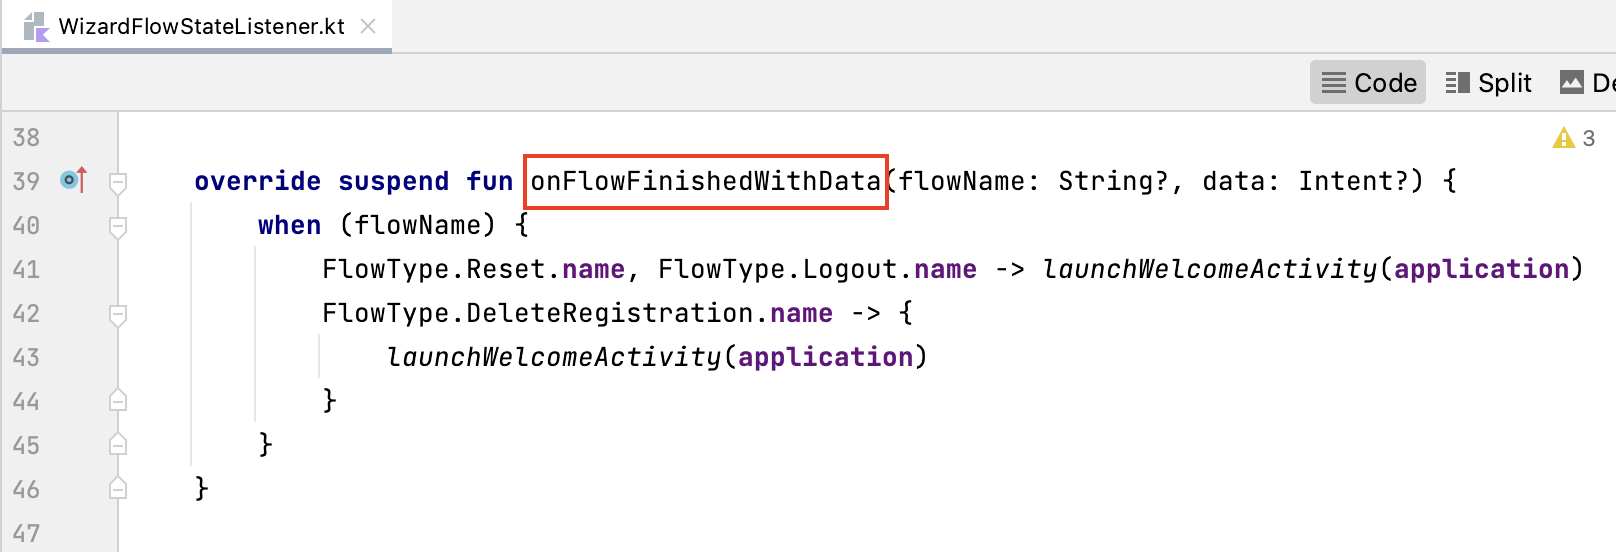 WizardFlowStateListener.kt
Code Split De
38
3
39 override suspend fun onFlowFinishedWithData(flowName: String?, data: Intent?) {
40 when (flowName) {
41 FlowType.Reset.name, FlowType.Logout.name -> launchWelcomeActivity(application)
42 FlowType.DeleteRegistration.name -> {
43 launchWelcomeActivity(application)
44 }
45 }
46 }
47